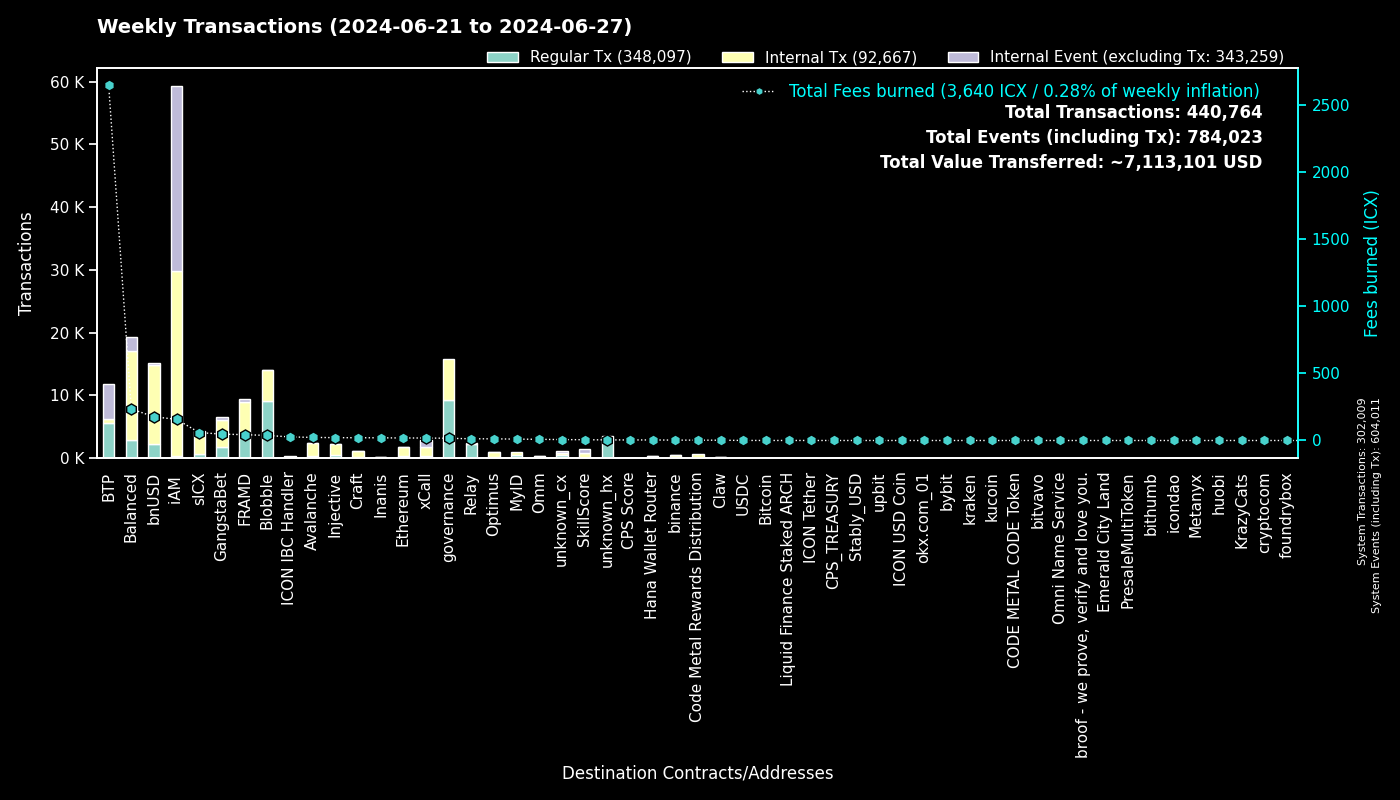 Weekly Transactions (2024-06-21 to 2024-06-27)
Regular Tx (348,097) Internal Tx (92,667) Internal Event (excluding Tx: 343,259)
Total Fees burned (3,640 ICX / 0.28% of weekly inflation)
Total Transactions: 440,764
Total Events (including Tx): 784,023
Total Value Transferred: ~7,113,101 USD
Transactions
60 K
50 K
40 K
30 K
20 K
10 K
0 K
2500
2000
1500
1000
500
0
Fees burned (ICX)
System Transactions: 302,009
System Events (including Tx): 604,011
BTP
Balanced
bnUSD
iAM
sICX
GangstaBet
FRAMD
Blobble
ICON IBC Handler
Avalanche
Injective
Craft
Inanis
Ethereum
xCall
governance
Relay
Optimus
MyID
Omm
unknown_cx
SkillScore
unknown_hx
CPS Score
Hana Wallet Router
binance
Code Metal Rewards Distribution
Claw
USDC
Bitcoin
Liquid Finance Staked ARCH
ICON Tether
CPS_TREASURY
Stably_USD
upbit
ICON USD Coin
okx.com_01
bybit
kraken
kucoin
CODE METAL CODE Token
bitvavo
Omni Name Service
broof - we prove, verify and love you.
Emerald City Land
PresaleMultiToken
bithumb
icondao
Metanyx
huobi
KrazyCats
cryptocom
foundrybox
Destination Contracts/Addresses